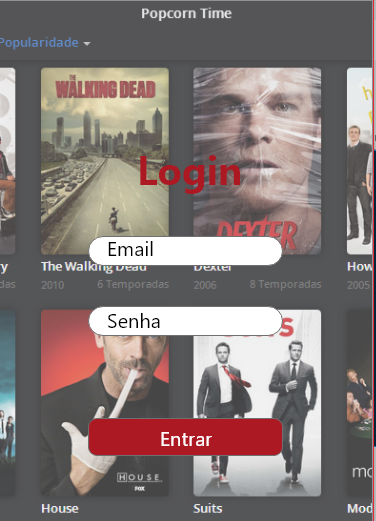 Popcorn Time
Popularidade
THE
WALKING DEAD
Login
DEXTER
Email
ry
The Walking Dead
Dexter
How
das
2010
6 Temporadas
2006
8 Temporadas
2005
Senha
Entrar
HOUSE
FOX
House
Suits
Mod